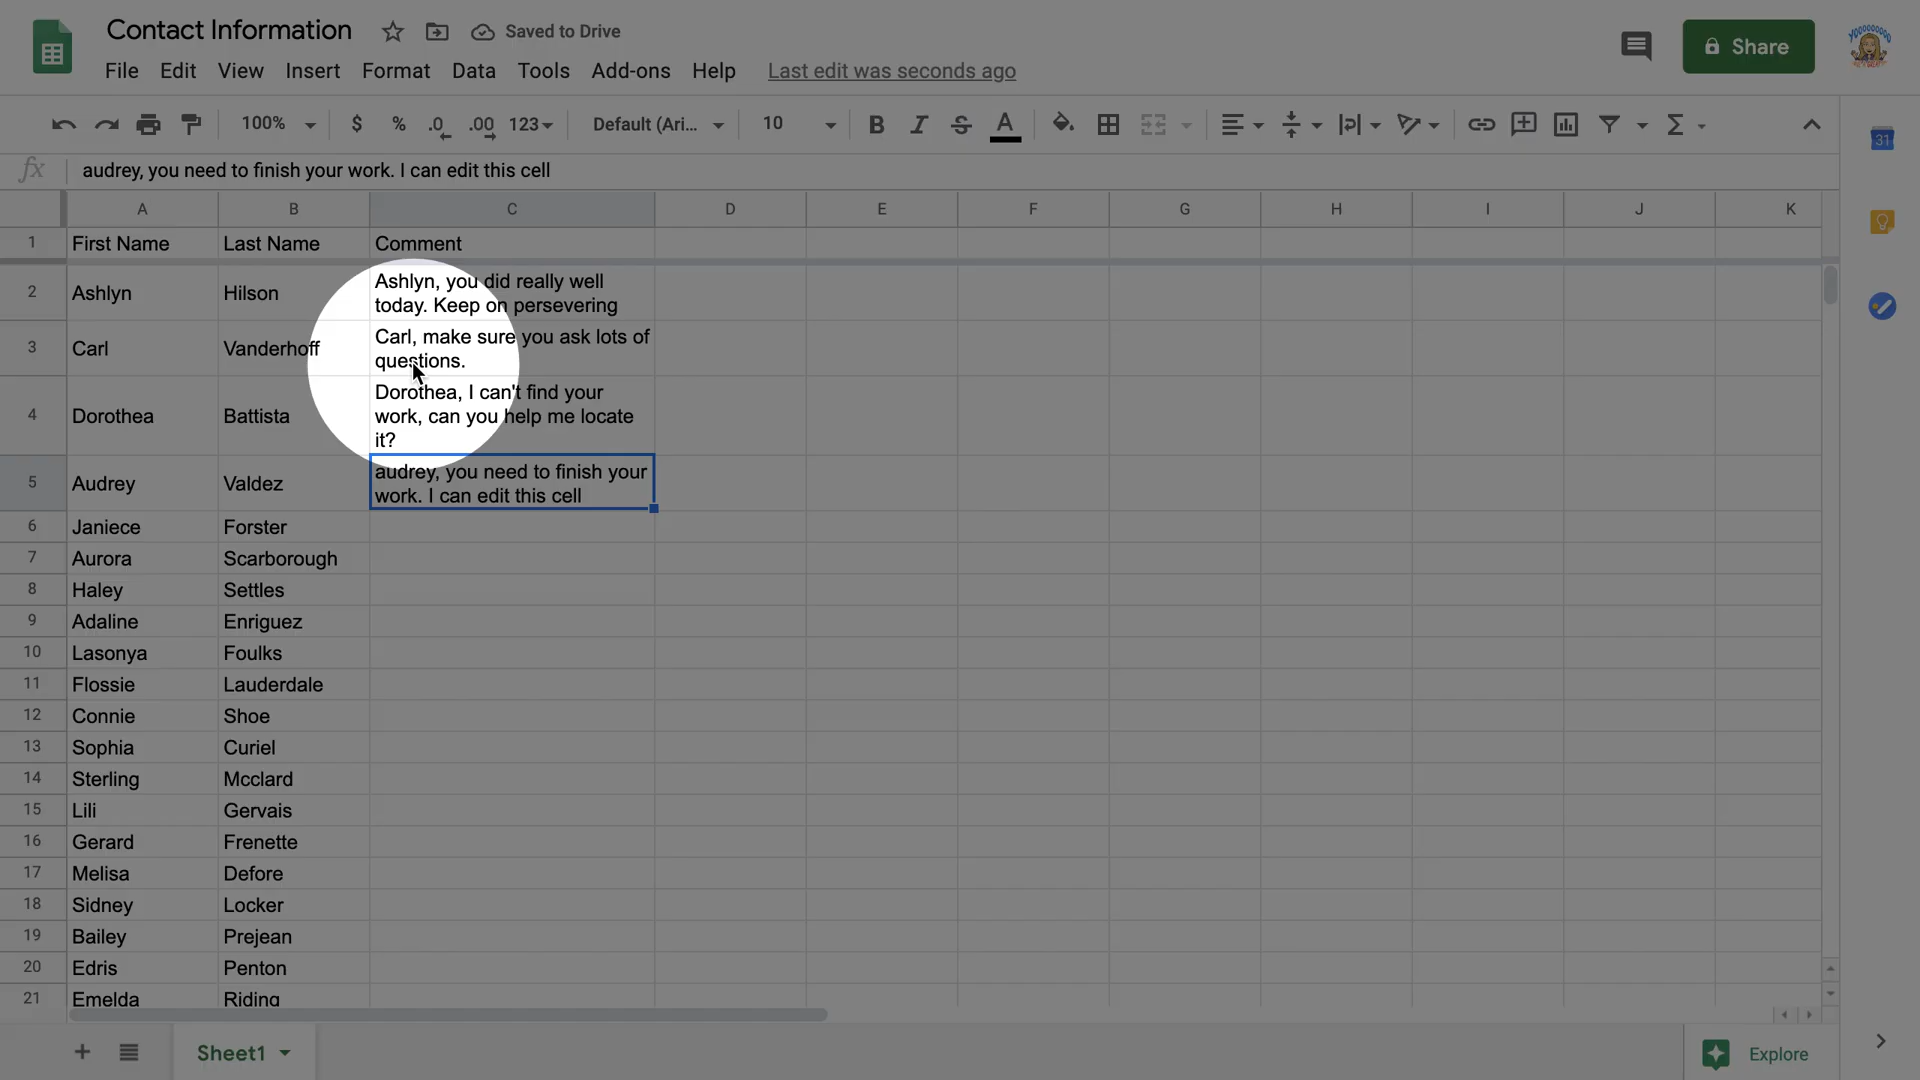 Contact Information
Saved to Drive
Share
YOOOOOOOO
File Edit View Insert Format Data Tools Add-ons Help Last edit was seconds ago
100% $ % .0 .00 123 Default (Ari... 10 B I S A Σ
fx audrey, you need to finish your work. I can edit this cell
31
A B C D E F G H I J K
1 First Name Last Name Comment
2 Ashlyn Hilson Ashlyn, you did really well
today. Keep on persevering
3 Carl Vanderhoff Carl, make sure you ask lots of
questions.
4 Dorothea Battista Dorothea, I can't find your
work, can you help me locate
it?
5 Audrey Valdez audrey, you need to finish your
work. I can edit this cell
6 Janiece Forster
7 Aurora Scarborough
8 Haley Settles
9 Adaline Enriguez
10 Lasonya Foulks
11 Flossie Lauderdale
12 Connie Shoe
13 Sophia Curiel
14 Sterling Mcclard
15 Lili Gervais
16 Gerard Frenette
17 Melisa Defore
18 Sidney Locker
19 Bailey Prejean
20 Edris Penton
21 Emelda Riding
Sheet1
Explore